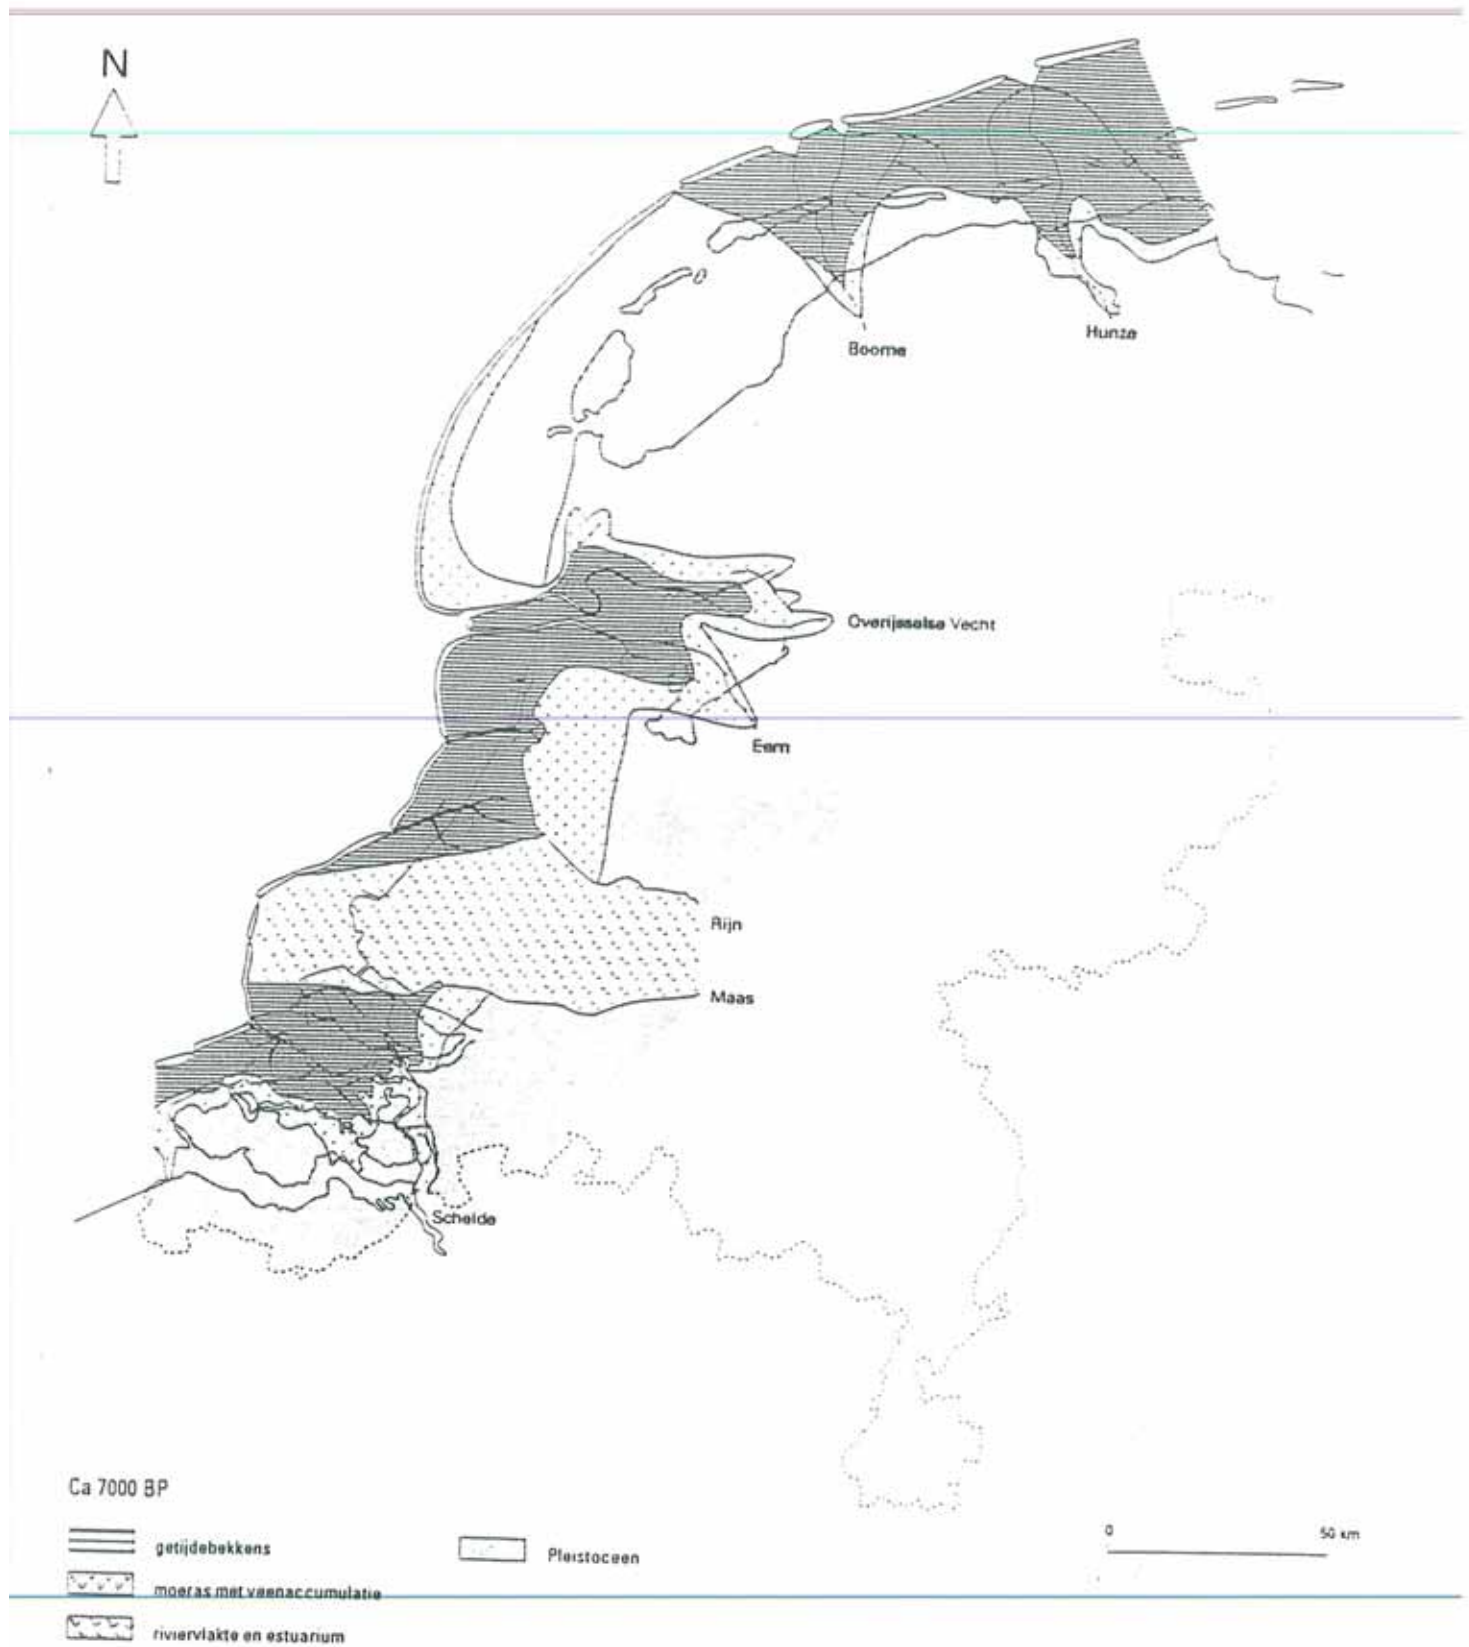 N
Boorne
Hunze
Overijsselse Vecht
Eem
Rijn
Maas
Schelde
Ca 7000 BP
0 50 km
getijdebekkens
Pleistoceen
moeras met veenaccumulatie
riviervlakte en estuarium